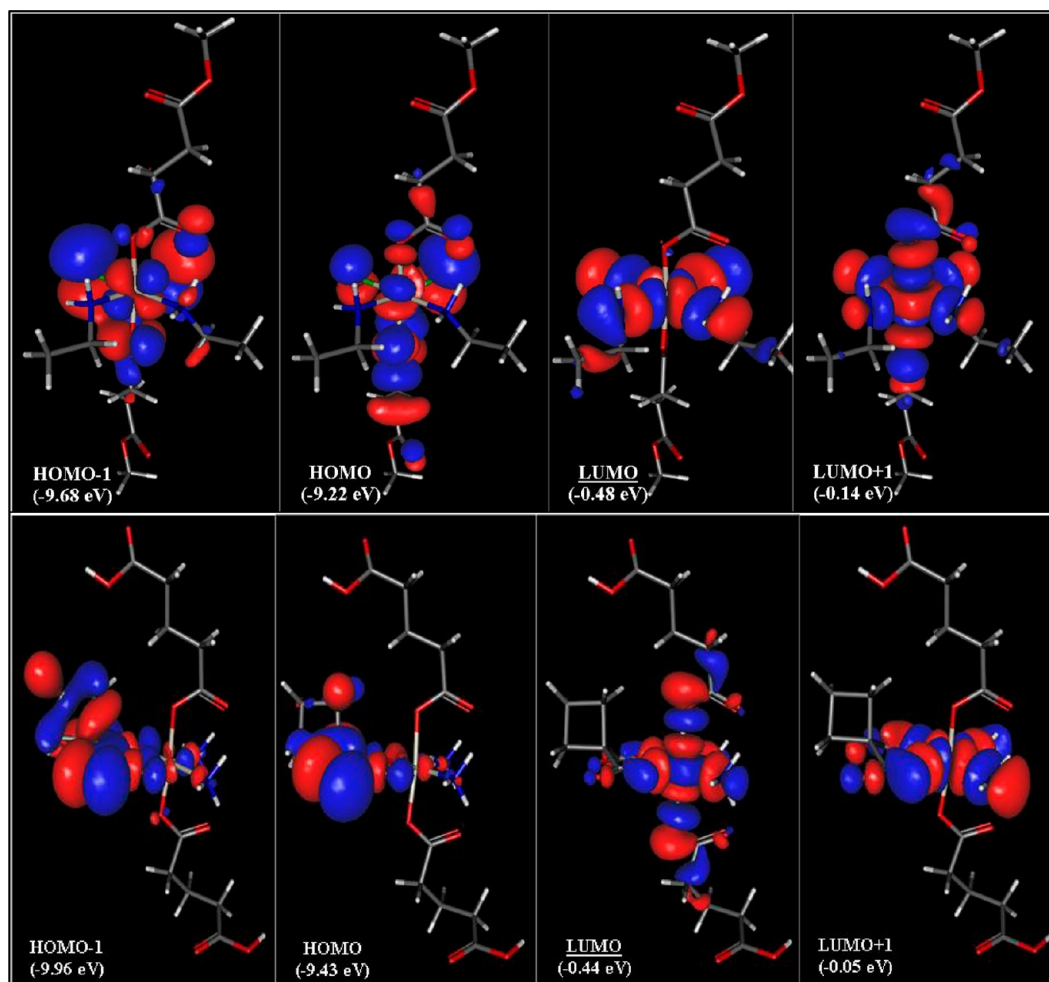 HOMO-1
(-9.68 eV)
HOMO
(-9.22 eV)
LUMO
(-0.48 eV)
LUMO+1
(-0.14 eV)
HOMO-1
(-9.96 eV)
HOMO
(-9.43 eV)
LUMO
(-0.44 eV)
LUMO+1
(-0.05 eV)